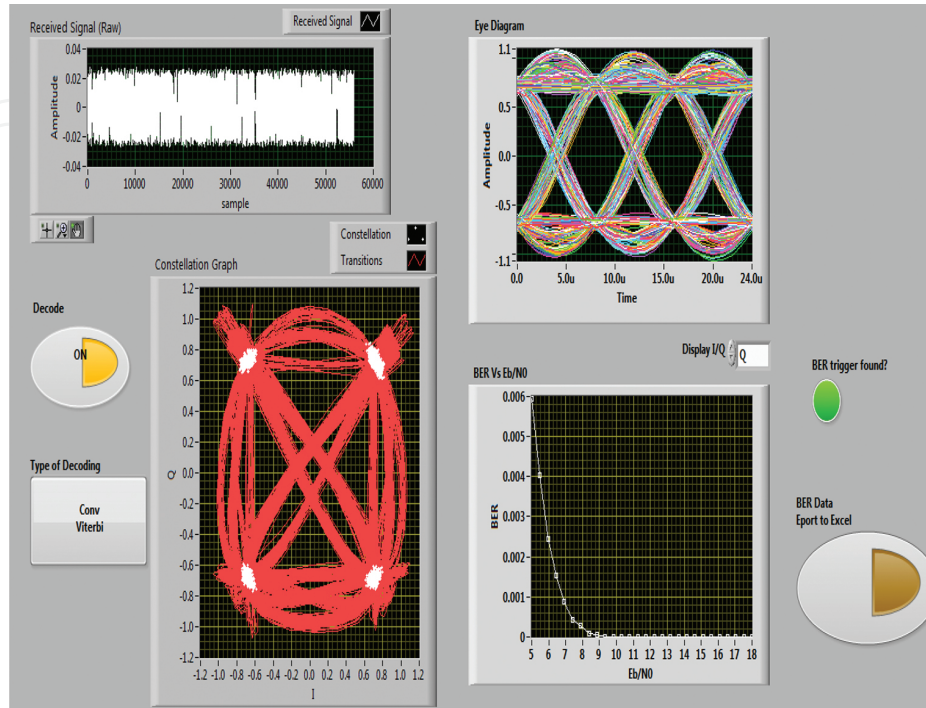 Received Signal (Raw)
Received Signal
0.04
0.02
0
-0.02
-0.04
Amplitude
0 10000 20000 30000 40000 50000 60000
sample
Eye Diagram
1.1
0.5
0.0
-0.5
-1.1
Amplitude
0.0 5.0u 10.0u 15.0u 20.0u 24.0u
Time
Constellation
Transitions
Constellation Graph
1.2
1.0
0.8
0.6
0.4
0.2
0.0
-0.2
-0.4
-0.6
-0.8
-1.0
-1.2
Q
-1.2 -1.0 -0.8 -0.6 -0.4 -0.2 0.0 0.2 0.4 0.6 0.8 1.0 1.2
I
Decode
ON
Type of Decoding
Conv
Viterbi
Display I/Q
Q
BER Vs Eb/N0
0.006
0.005
0.004
0.003
0.002
0.001
0
BER
5 6 7 8 9 10 11 12 13 14 15 16 17 18
Eb/N0
BER trigger found?
BER Data
Eport to Excel